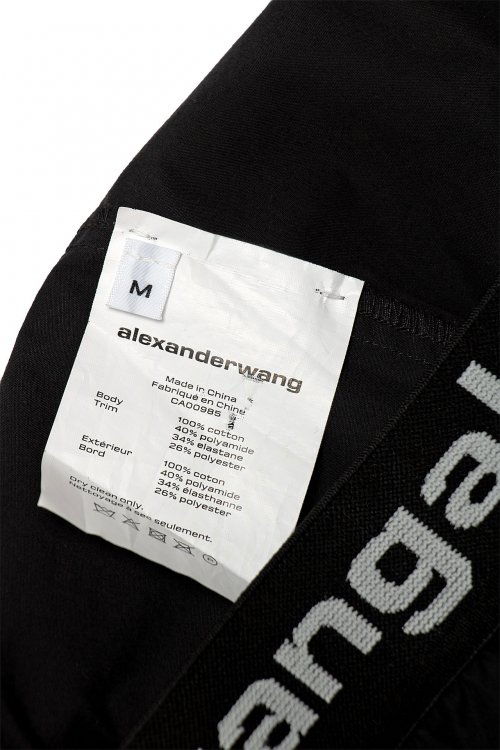 M
alexanderwang
Made in China
Fabriqué en Chine
CA00985
Body 100% cotton
Trim 40% polyamide
34% elastane
26% polyester
Extérieur 100% cotton
Bord 40% polyamide
34% élasthanne
26% polyester
Dry clean only.
Nettoyage a sec seulement.
anga